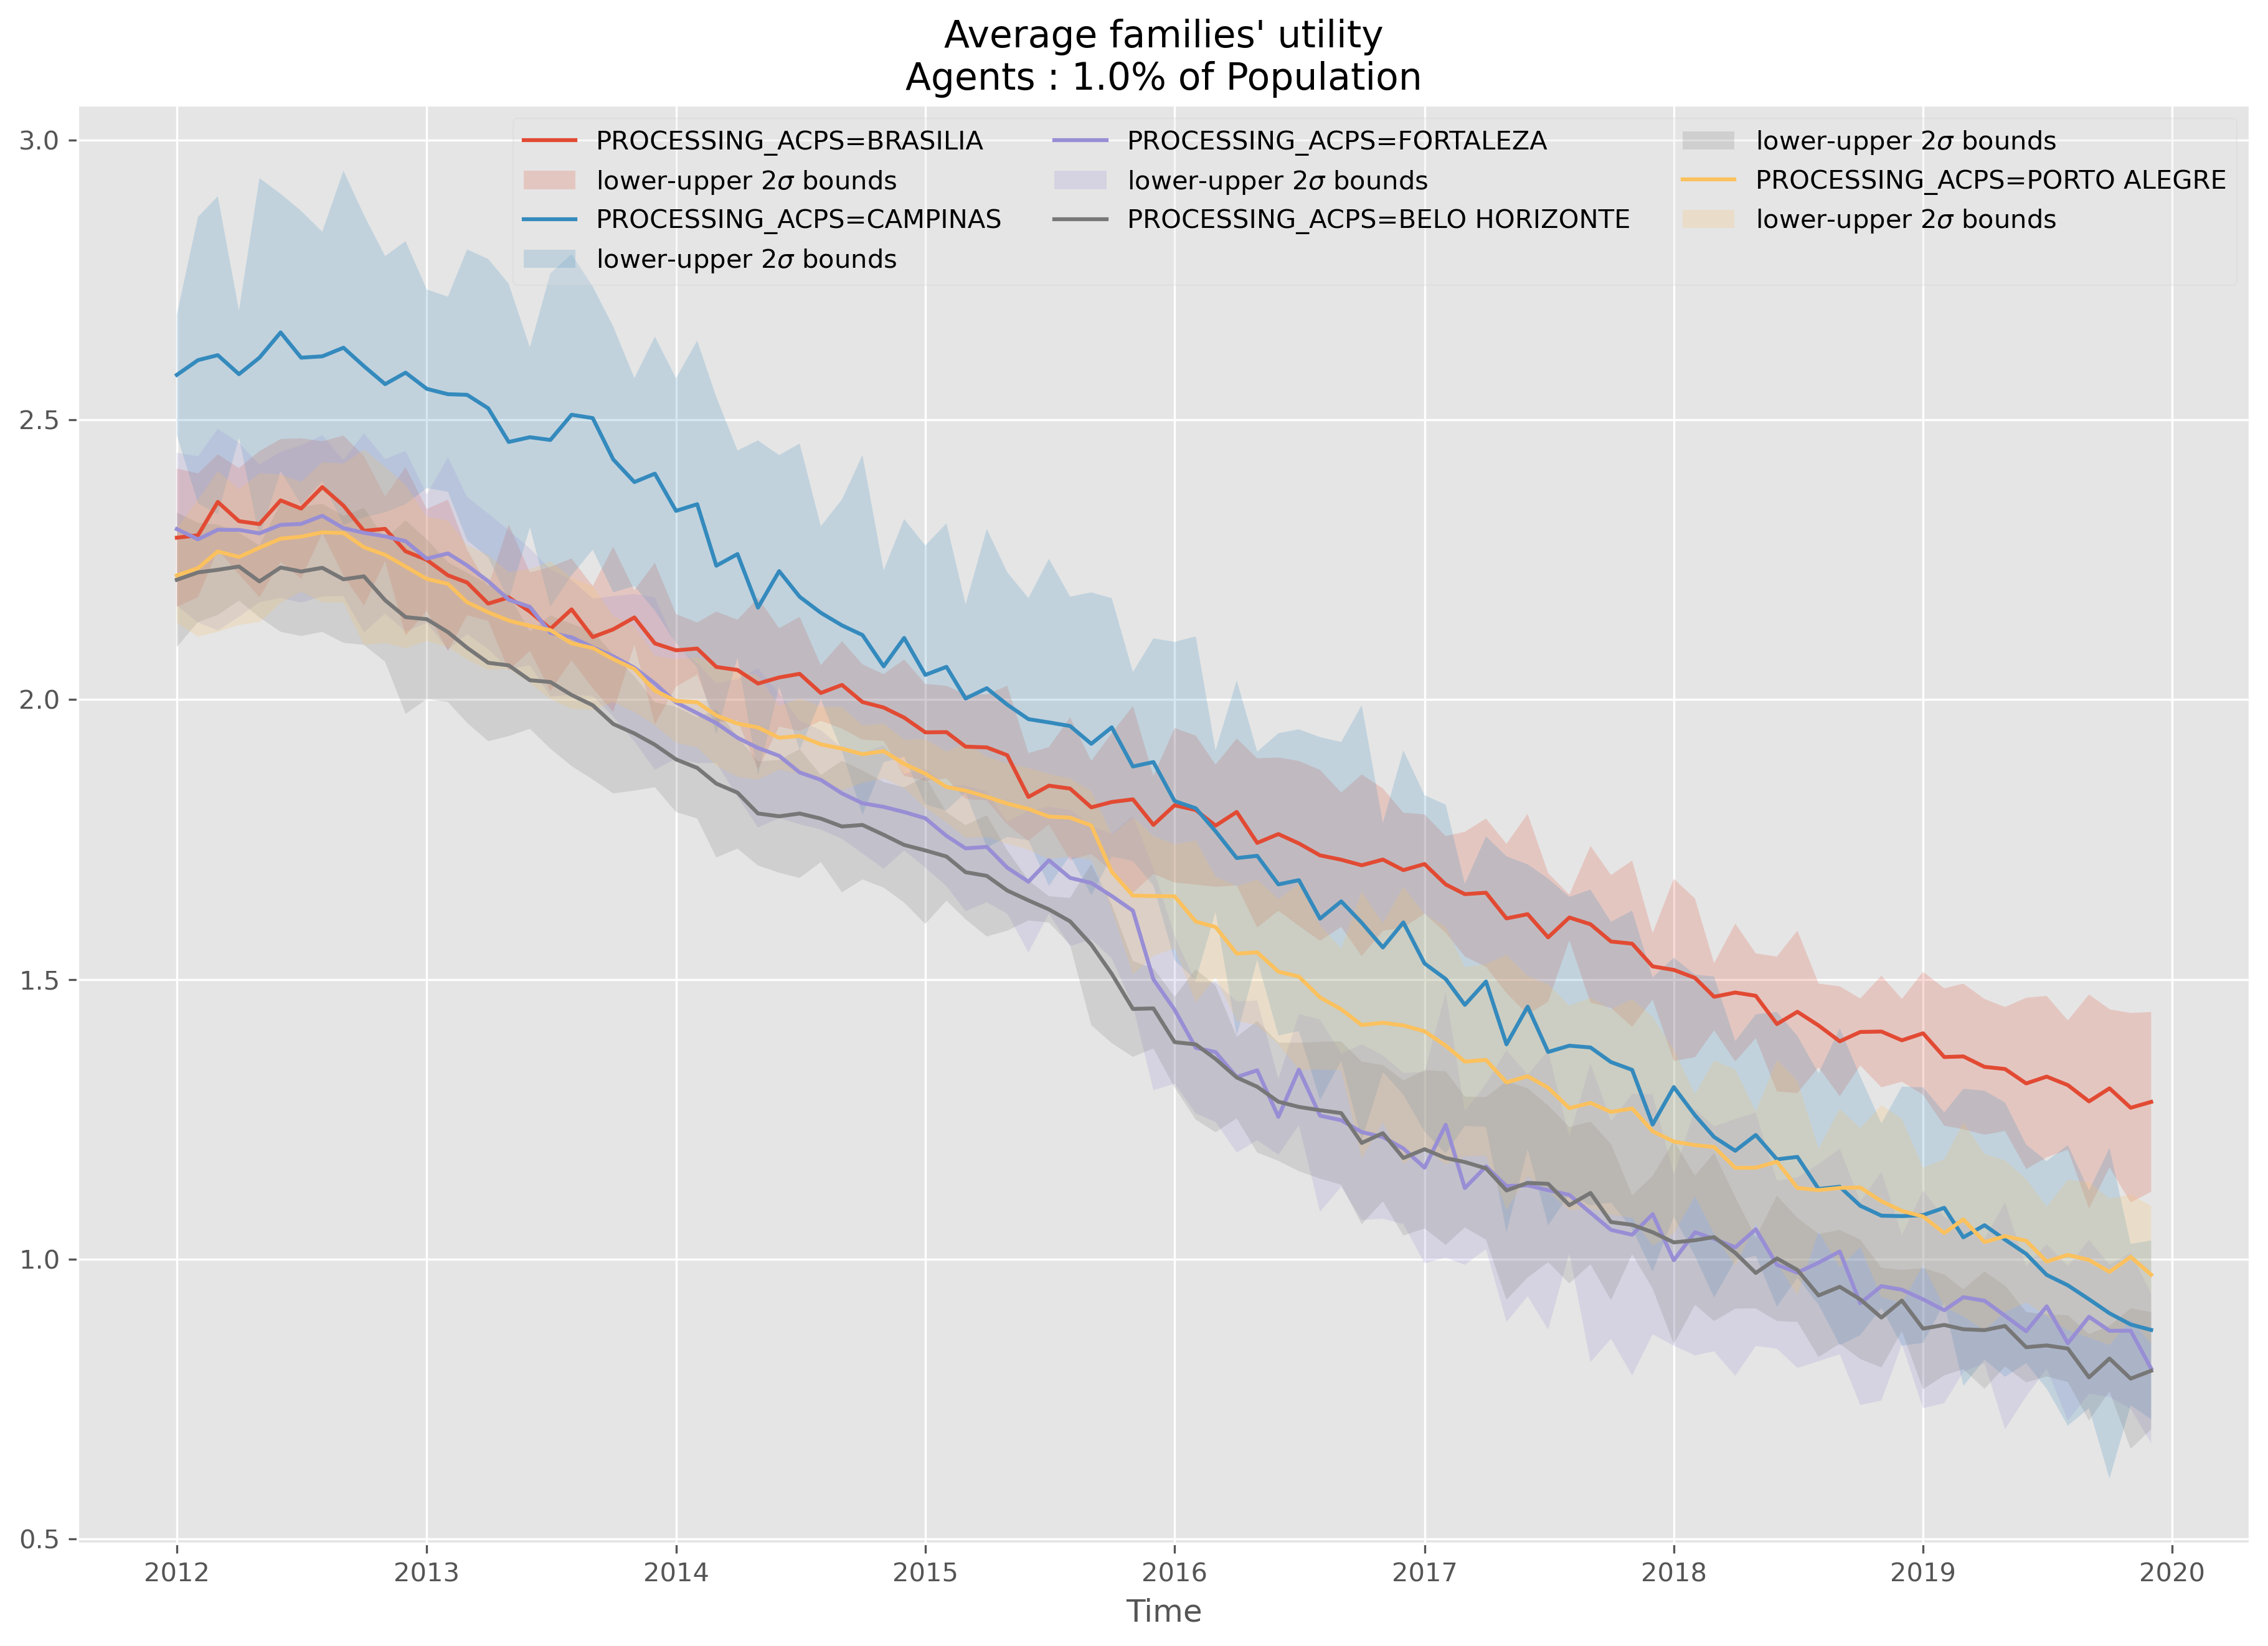 Average families' utility
Agents : 1.0% of Population
PROCESSING_ACPS=BRASILIA
lower-upper 2σ bounds
PROCESSING_ACPS=CAMPINAS
lower-upper 2σ bounds
PROCESSING_ACPS=FORTALEZA
lower-upper 2σ bounds
PROCESSING_ACPS=BELO HORIZONTE
lower-upper 2σ bounds
PROCESSING_ACPS=PORTO ALEGRE
lower-upper 2σ bounds
3.0
2.5
2.0
1.5
1.0
0.5
2012 2013 2014 2015 2016 2017 2018 2019 2020
Time